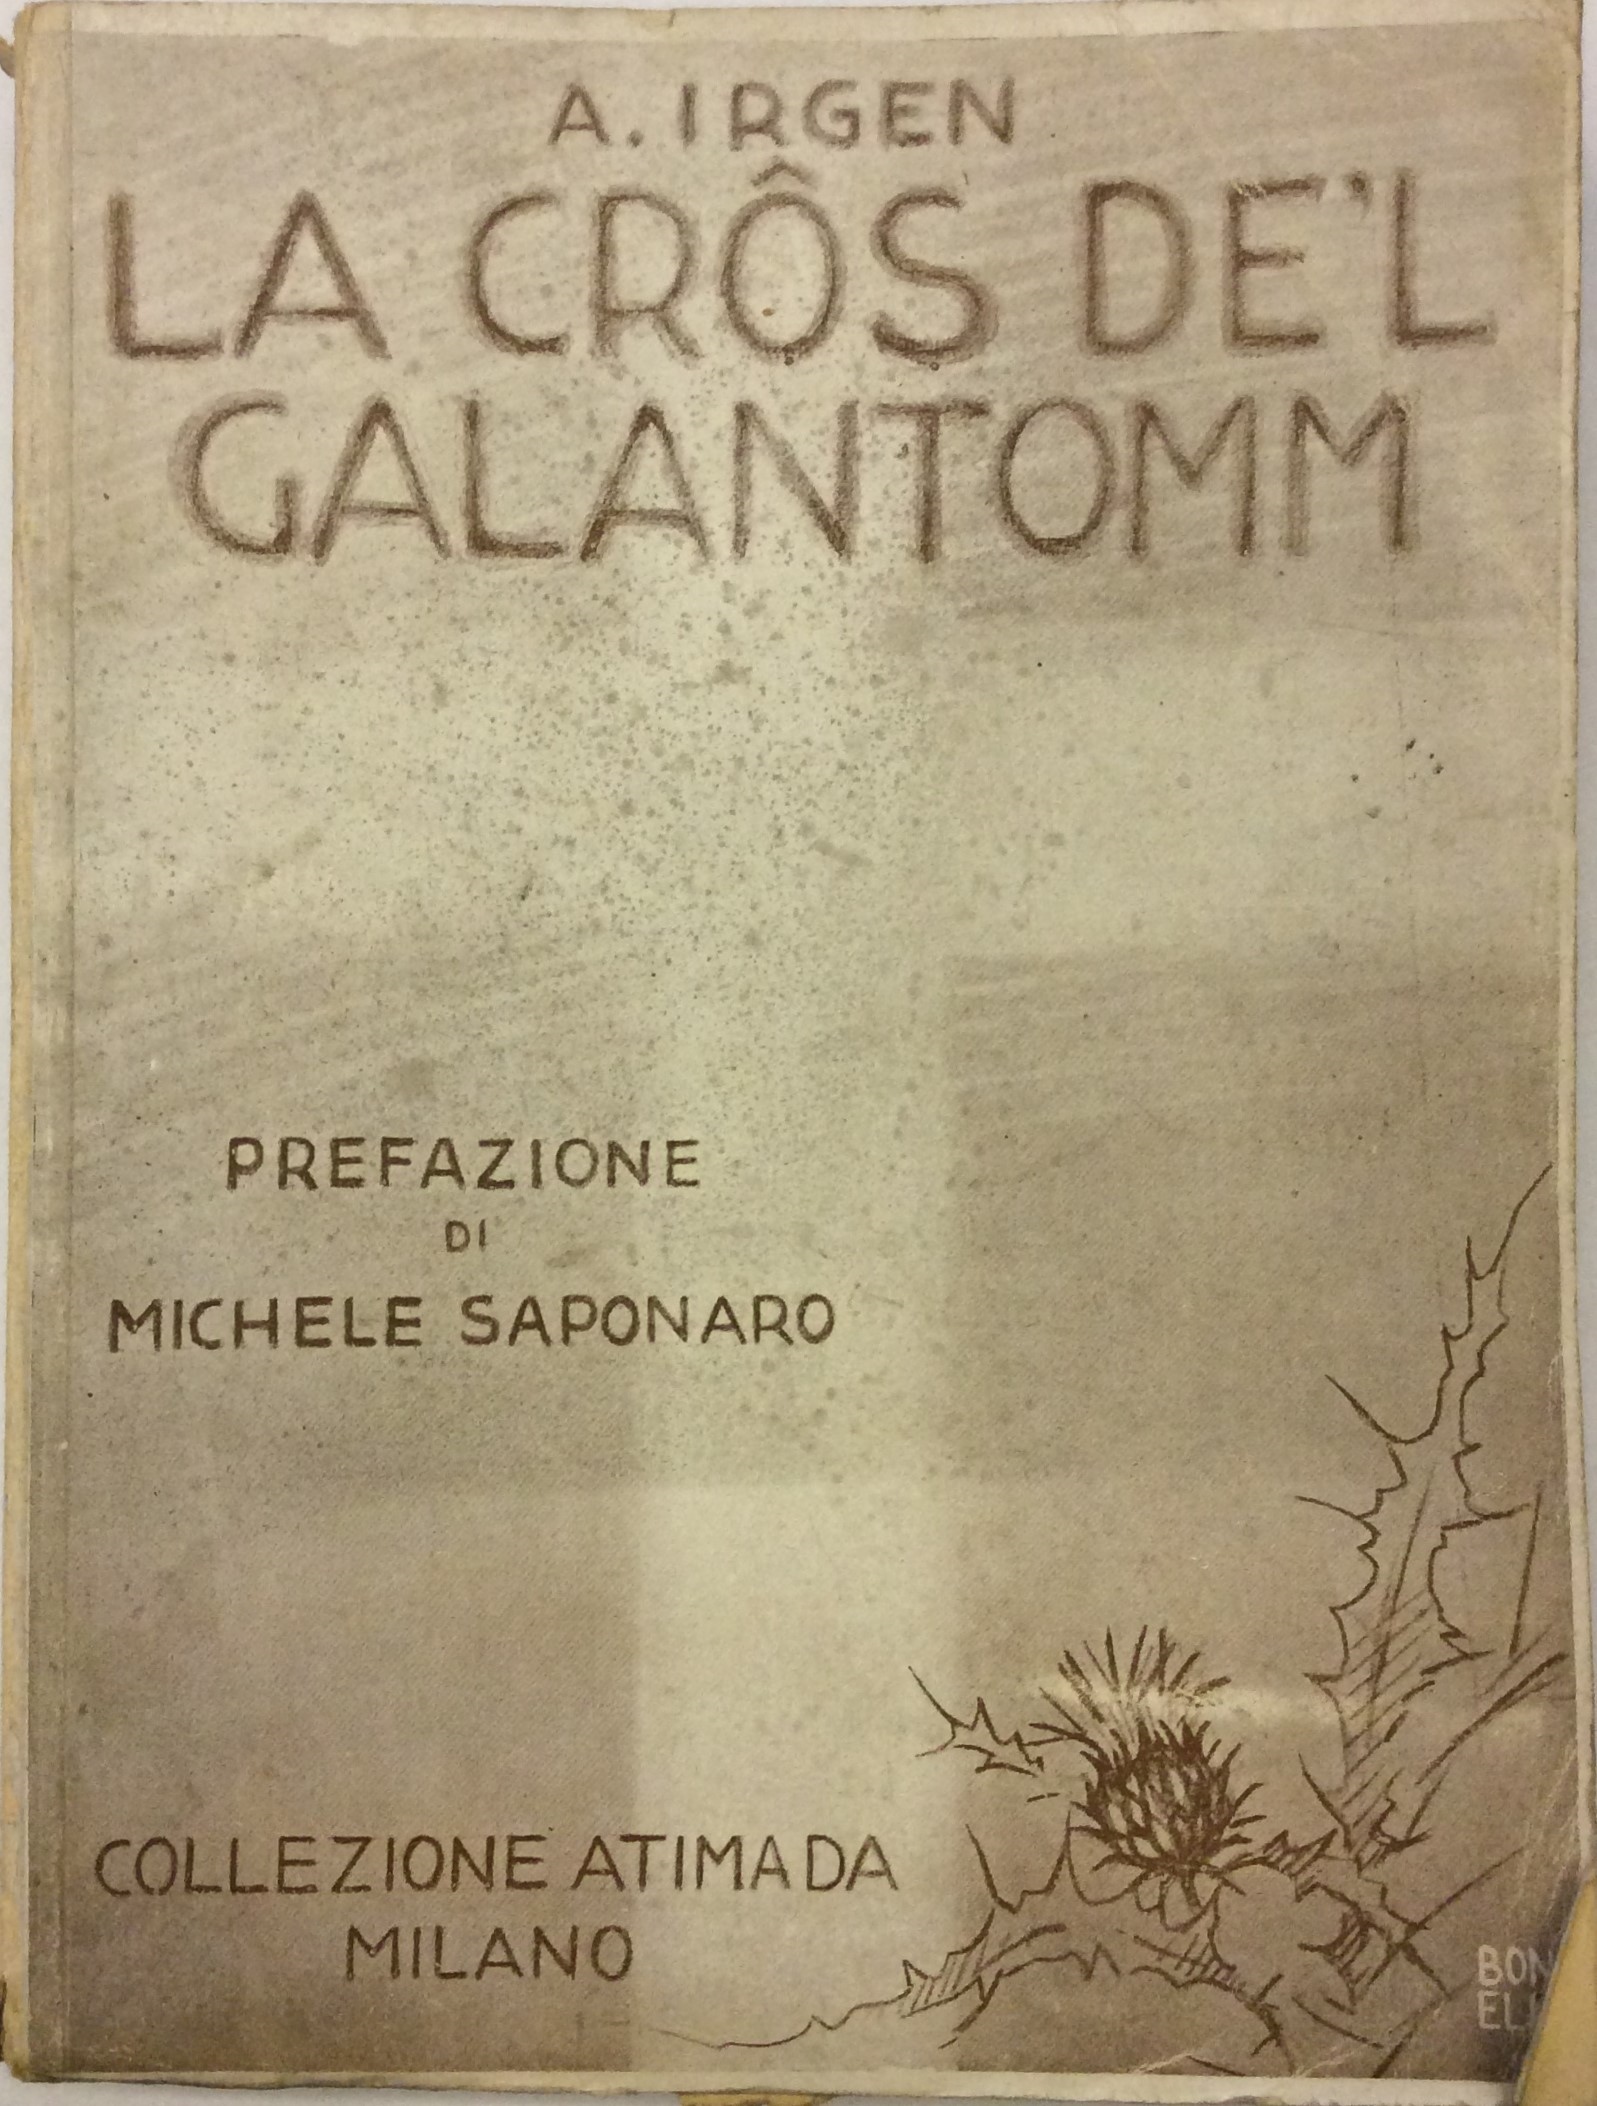 A. IRGEN
LA CRÔS DE'L
GALANTOMM
PREFAZIONE
DI
MICHELE SAPONARO
COLLEZIONE ATIMADA
MILANO